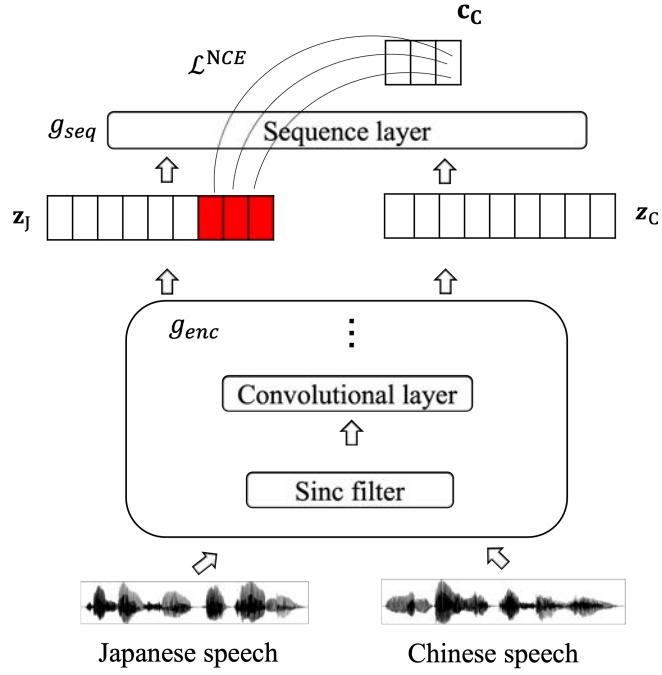 c_C
ℒ^NCE
g_seq
Sequence layer
z_J
z_C
g_enc
⋮
Convolutional layer
Sinc filter
Japanese speech
Chinese speech